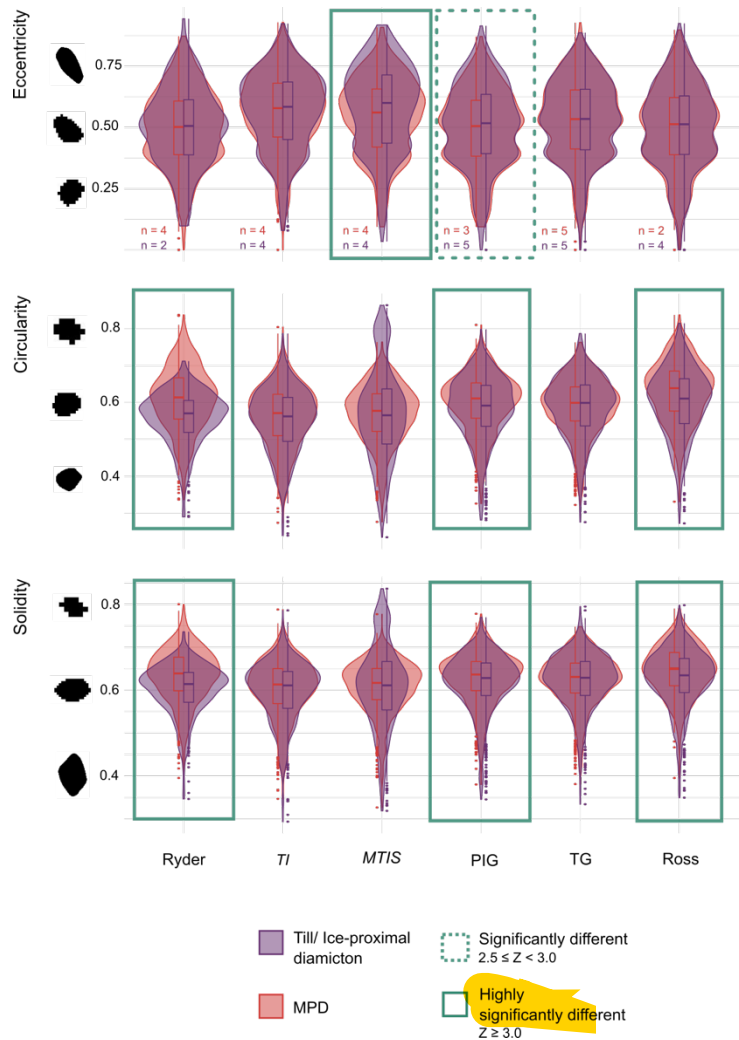 Eccentricity
0.75
0.50
0.25
n = 4
n = 2
n = 4
n = 4
n = 4
n = 4
n = 3
n = 5
n = 5
n = 5
n = 2
n = 4
Circularity
0.8
0.6
0.4
Solidity
0.8
0.6
0.4
Ryder TI MTIS PIG TG Ross
Till/ Ice-proximal
diamicton
Significantly different
2.5 ≤ Z < 3.0
MPD
Highly
significantly different
Z ≥ 3.0